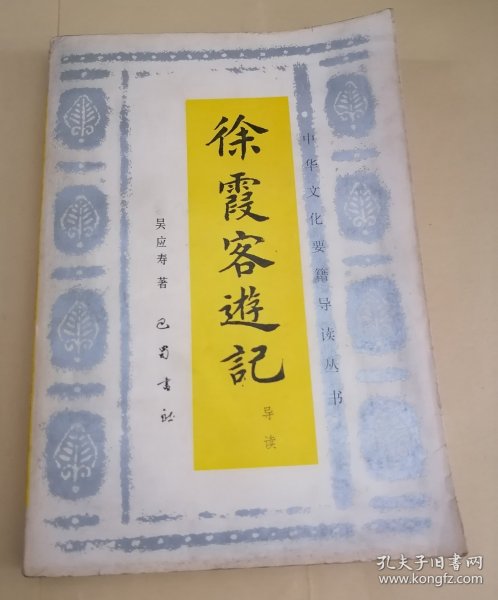 中华文化要籍导读丛书
徐霞客遊記
导读
吴应寿著
巴蜀书社
孔夫子旧书网
www.kongfz.com